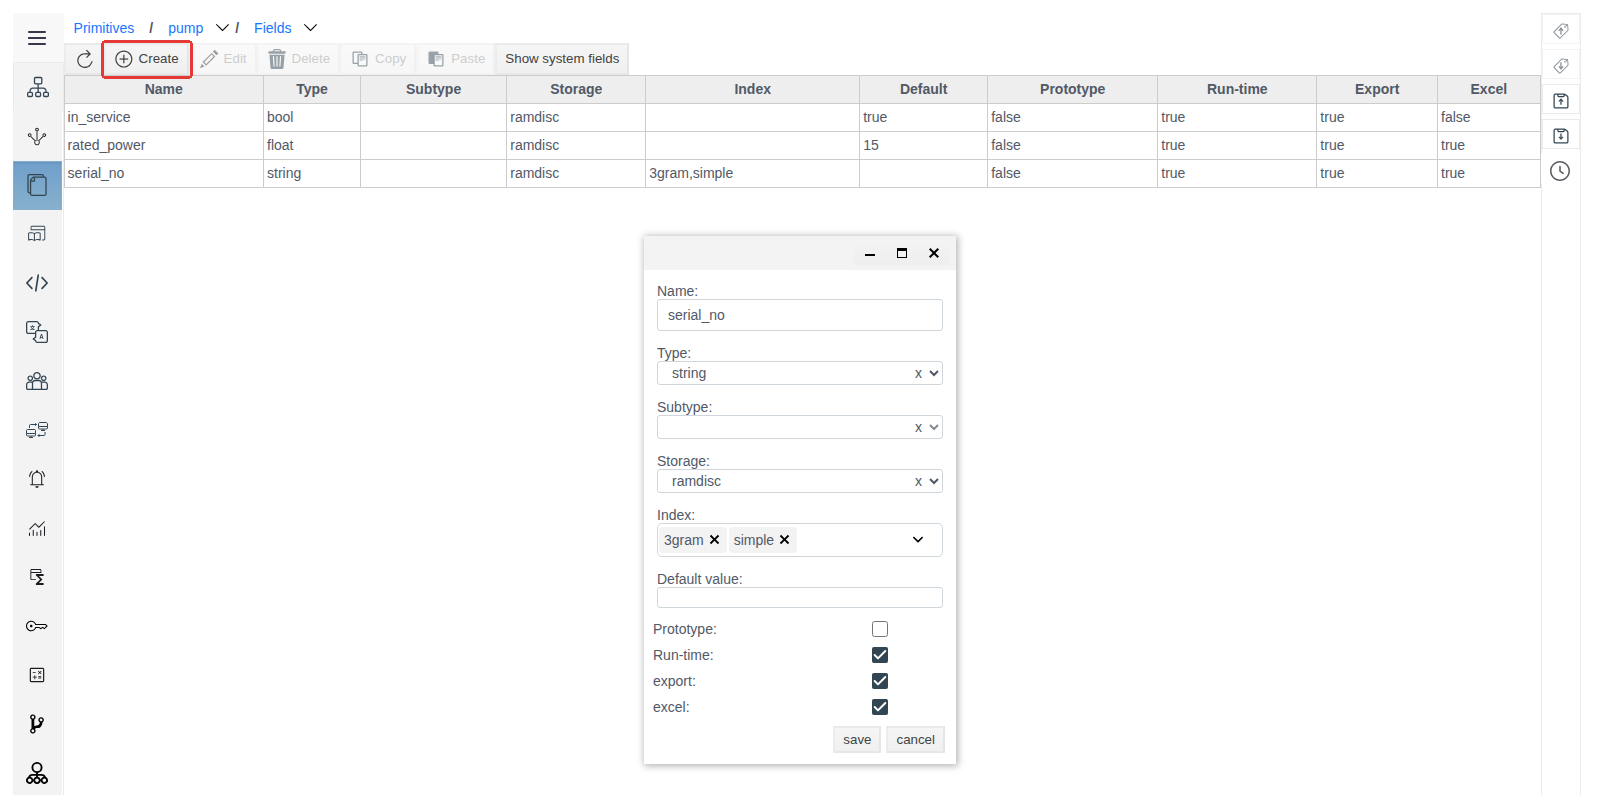 Primitives / pump / Fields
Create Edit Delete Copy Paste Show system fields
Name Type Subtype Storage Index Default Prototype Run-time Export Excel
in_service bool ramdisc true false true true false
rated_power float ramdisc 15 false true true true
serial_no string ramdisc 3gram,simple false true true true
Name:
serial_no
Type:
string x
Subtype:
x
Storage:
ramdisc x
Index:
3gram simple
Default value:
Prototype:
Run-time:
export:
excel:
save cancel